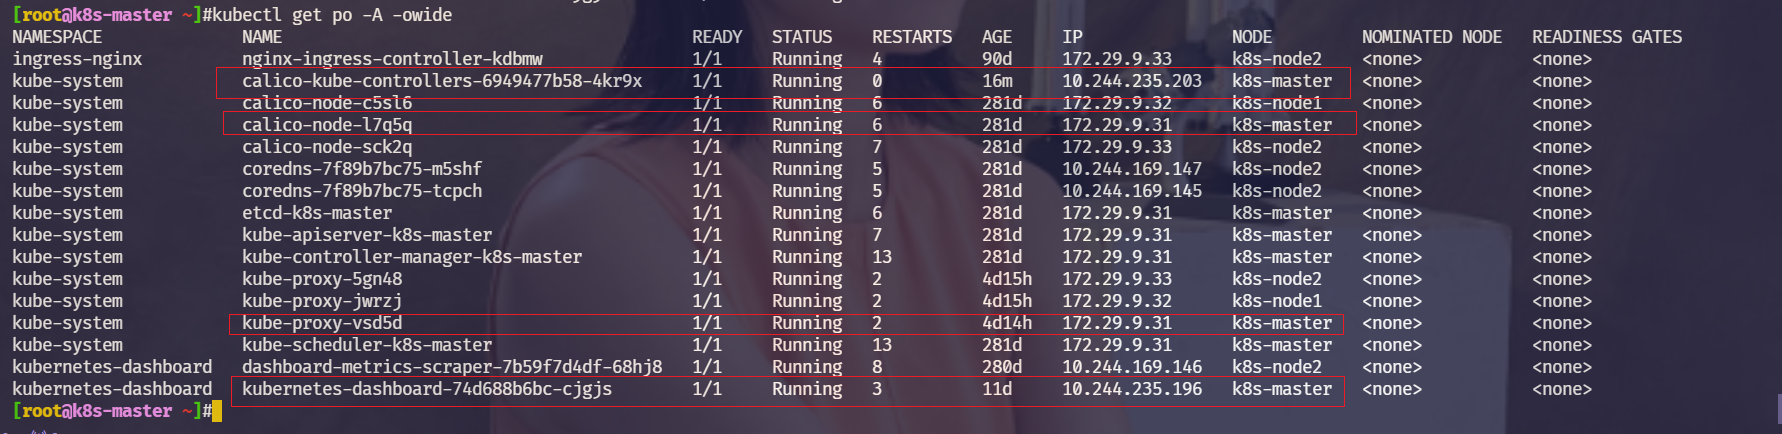 [root@k8s-master ~]#kubectl get po -A -owide
NAMESPACE NAME READY STATUS RESTARTS AGE IP NODE NOMINATED NODE READINESS GATES
ingress-nginx nginx-ingress-controller-kdbmw 1/1 Running 4 90d 172.29.9.33 k8s-node2 <none> <none>
kube-system calico-kube-controllers-6949477b58-4kr9x 1/1 Running 0 16m 10.244.235.203 k8s-master <none> <none>
kube-system calico-node-c5sl6 1/1 Running 6 281d 172.29.9.32 k8s-node1 <none> <none>
kube-system calico-node-l7q5q 1/1 Running 6 281d 172.29.9.31 k8s-master <none> <none>
kube-system calico-node-sck2q 1/1 Running 7 281d 172.29.9.33 k8s-node2 <none> <none>
kube-system coredns-7f89b7bc75-m5shf 1/1 Running 5 281d 10.244.169.147 k8s-node2 <none> <none>
kube-system coredns-7f89b7bc75-tcpch 1/1 Running 5 281d 10.244.169.145 k8s-node2 <none> <none>
kube-system etcd-k8s-master 1/1 Running 6 281d 172.29.9.31 k8s-master <none> <none>
kube-system kube-apiserver-k8s-master 1/1 Running 7 281d 172.29.9.31 k8s-master <none> <none>
kube-system kube-controller-manager-k8s-master 1/1 Running 13 281d 172.29.9.31 k8s-master <none> <none>
kube-system kube-proxy-5gn48 1/1 Running 2 4d15h 172.29.9.33 k8s-node2 <none> <none>
kube-system kube-proxy-jwrzj 1/1 Running 2 4d15h 172.29.9.32 k8s-node1 <none> <none>
kube-system kube-proxy-vsd5d 1/1 Running 2 4d14h 172.29.9.31 k8s-master <none> <none>
kube-system kube-scheduler-k8s-master 1/1 Running 13 281d 172.29.9.31 k8s-master <none> <none>
kubernetes-dashboard dashboard-metrics-scraper-7b59f7d4df-68hj8 1/1 Running 8 280d 10.244.169.146 k8s-node2 <none> <none>
kubernetes-dashboard kubernetes-dashboard-74d688b6bc-cjgjs 1/1 Running 3 11d 10.244.235.196 k8s-master <none> <none>
[root@k8s-master ~]#